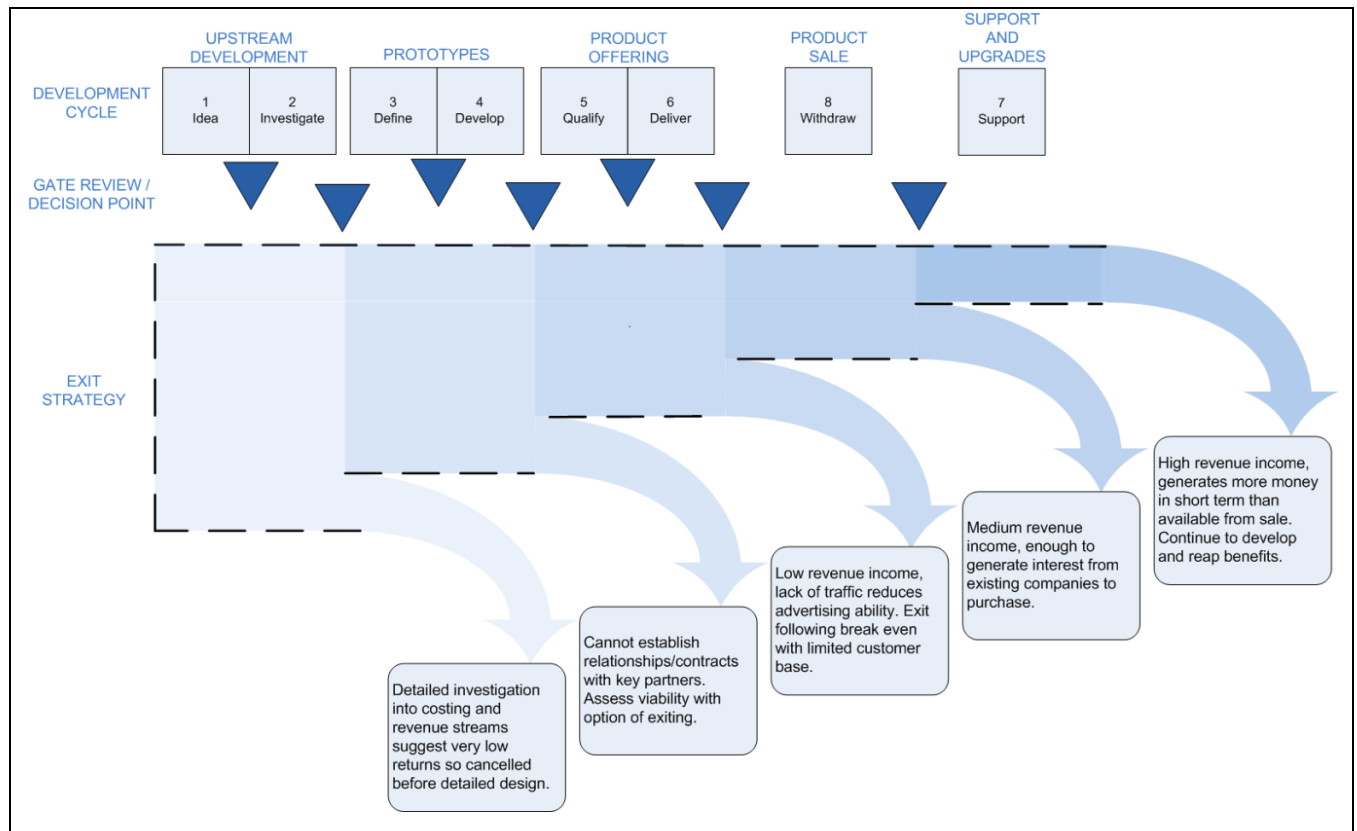 UPSTREAM
DEVELOPMENT
PROTOTYPES
PRODUCT
OFFERING
PRODUCT
SALE
SUPPORT
AND
UPGRADES
DEVELOPMENT
CYCLE
1
Idea
2
Investigate
3
Define
4
Develop
5
Qualify
6
Deliver
8
Withdraw
7
Support
GATE REVIEW /
DECISION POINT
EXIT
STRATEGY
Detailed investigation
into costing and
revenue streams
suggest very low
returns so cancelled
before detailed design.
Cannot establish
relationships/contracts
with key partners.
Assess viability with
option of exiting.
Low revenue income,
lack of traffic reduces
advertising ability. Exit
following break even
with limited customer
base.
Medium revenue
income, enough to
generate interest from
existing companies to
purchase.
High revenue income,
generates more money
in short term than
available from sale.
Continue to develop
and reap benefits.